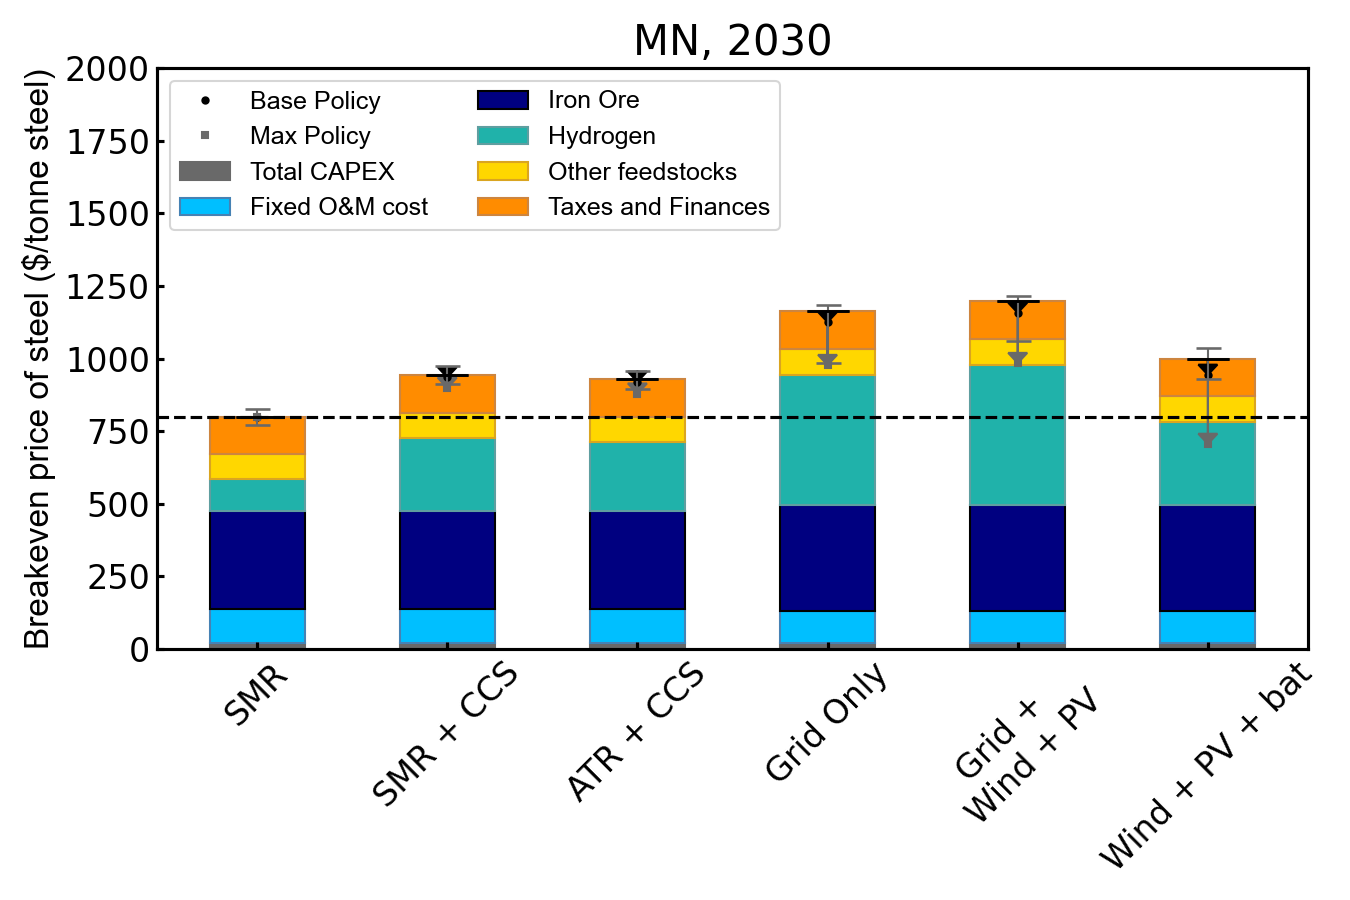 MN, 2030
Breakeven price of steel ($/tonne steel)
2000
1750
1500
1250
1000
750
500
250
0
Base Policy
Max Policy
Total CAPEX
Fixed O&M cost
Iron Ore
Hydrogen
Other feedstocks
Taxes and Finances
SMR
SMR + CCS
ATR + CCS
Grid Only
Grid +
Wind + PV
Wind + PV + bat